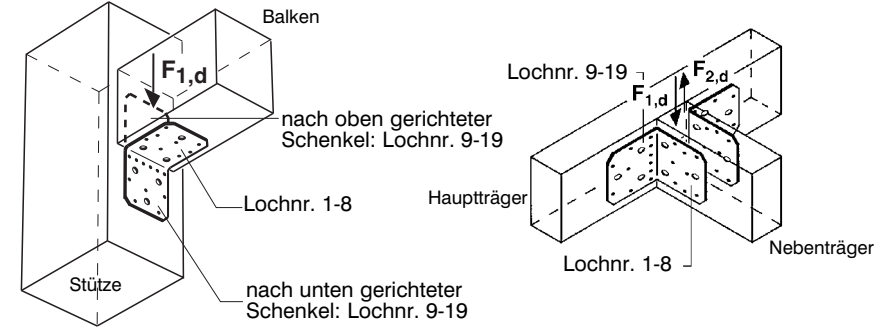 Balken
F1,d
nach oben gerichteter
Schenkel: Lochnr. 9-19
Lochnr. 1-8
Stütze
nach unten gerichteter
Schenkel: Lochnr. 9-19
Lochnr. 9-19
F2,d
F1,d
Hauptträger
Nebenträger
Lochnr. 1-8